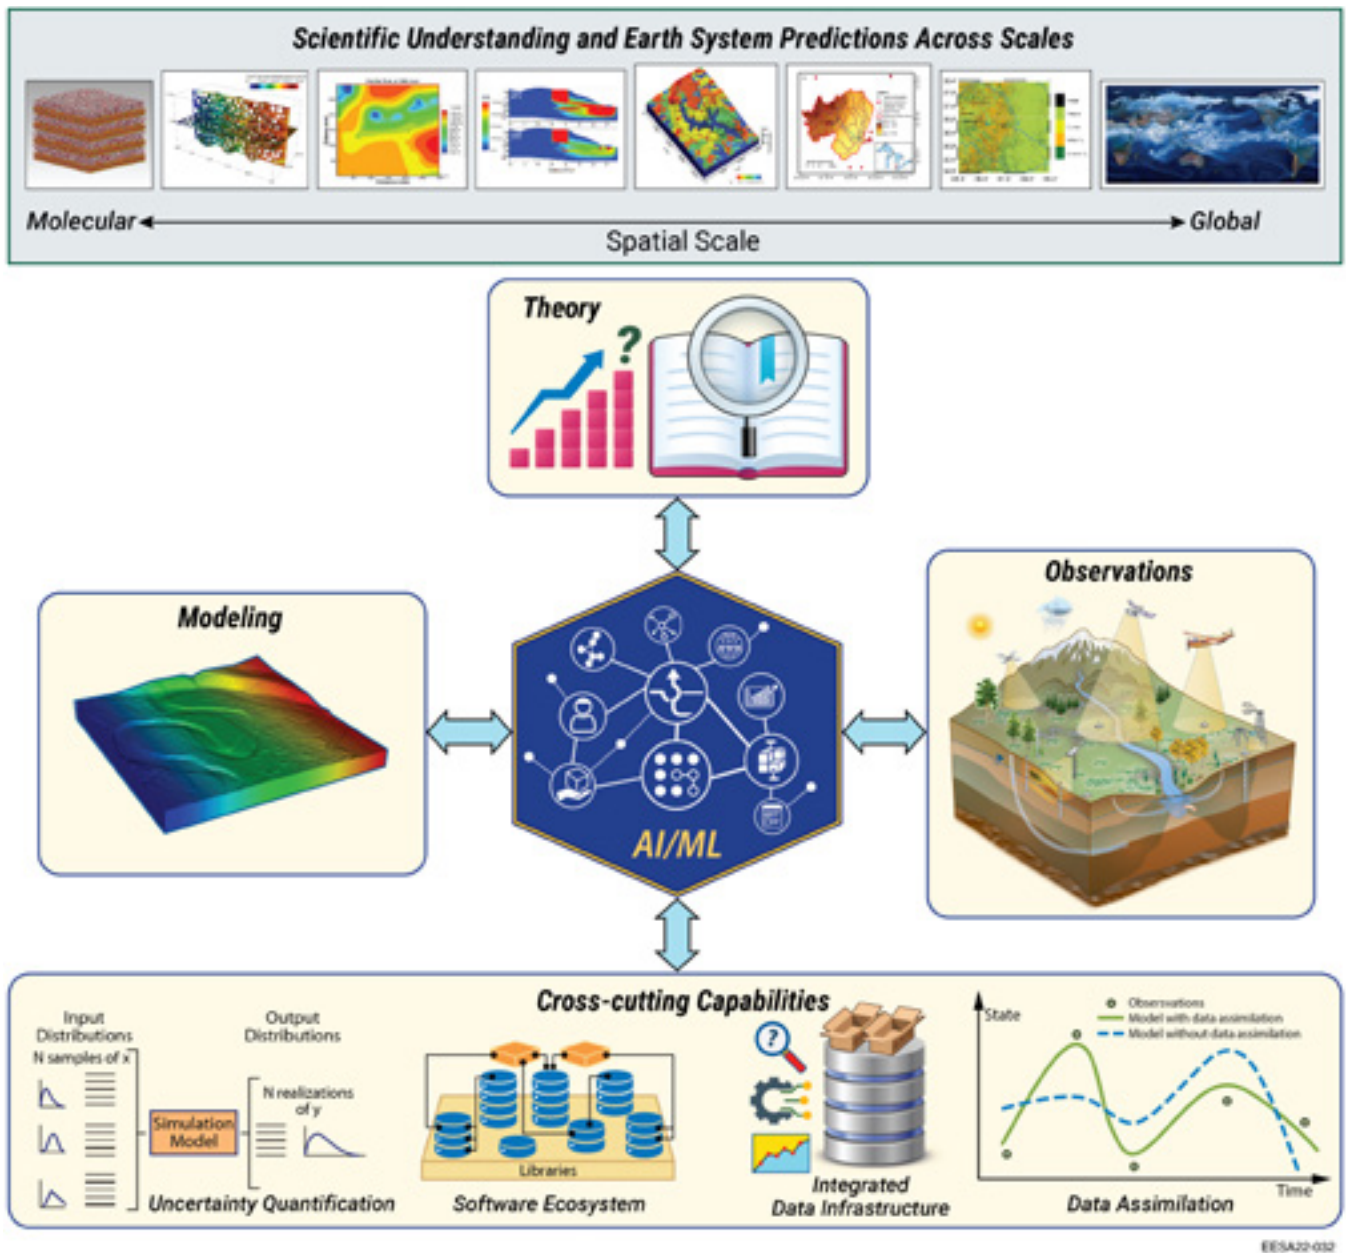 Scientific Understanding and Earth System Predictions Across Scales
Molecular
Global
Spatial Scale
Theory
?
Modeling
Observations
AI/ML
Cross-cutting Capabilities
Input
Distributions
N samples of x
Simulation
Model
Output
Distributions
N realizations
of y
Uncertainty Quantification
Libraries
Software Ecosystem
?
Integrated
Data Infrastructure
State
Obsersvations
Model with data assimilation
Model without data assimilation
Time
Data Assimilation
EESA22-032